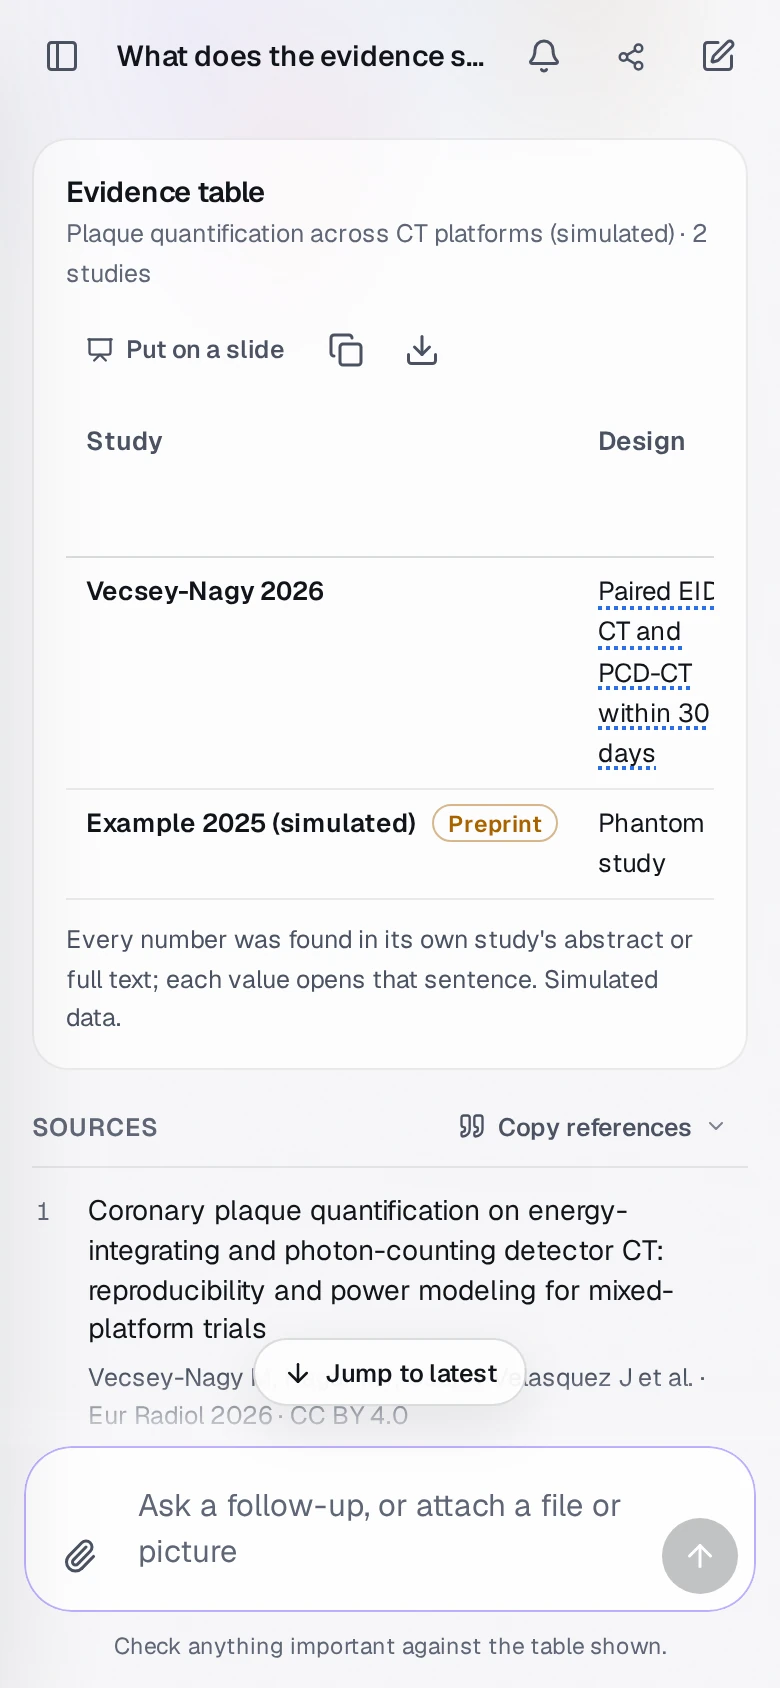 What does the evidence s...
Evidence table
Plaque quantification across CT platforms (simulated) · 2
studies
Put on a slide
Study
Design
Vecsey-Nagy 2026
Paired EID
CT and
PCD-CT
within 30
days
Example 2025 (simulated)
Preprint
Phantom
study
Every number was found in its own study's abstract or
full text; each value opens that sentence. Simulated
data.
SOURCES
Copy references
1
Coronary plaque quantification on energy-
integrating and photon-counting detector CT:
reproducibility and power modeling for mixed-
platform trials
Vecsey-Nagy J et al. ·
Jump to latest
Eur Radiol 2026 · CC BY 4.0
Ask a follow-up, or attach a file or
picture
Check anything important against the table shown.